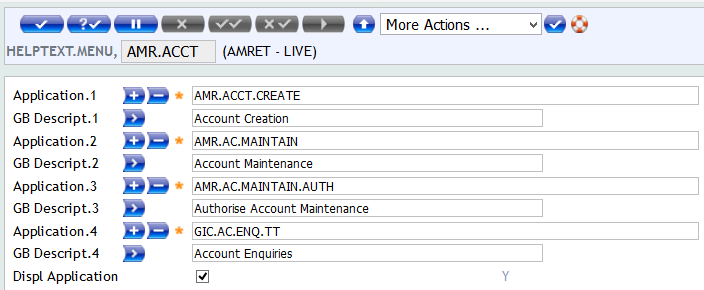 More Actions ...
HELPTEXT.MENU, AMR.ACCT (AMRET - LIVE)
Application.1 * AMR.ACCT.CREATE
GB Descript.1 Account Creation
Application.2 * AMR.AC.MAINTAIN
GB Descript.2 Account Maintenance
Application.3 * AMR.AC.MAINTAIN.AUTH
GB Descript.3 Authorise Account Maintenance
Application.4 * GIC.AC.ENQ.TT
GB Descript.4 Account Enquiries
Displ Application Y